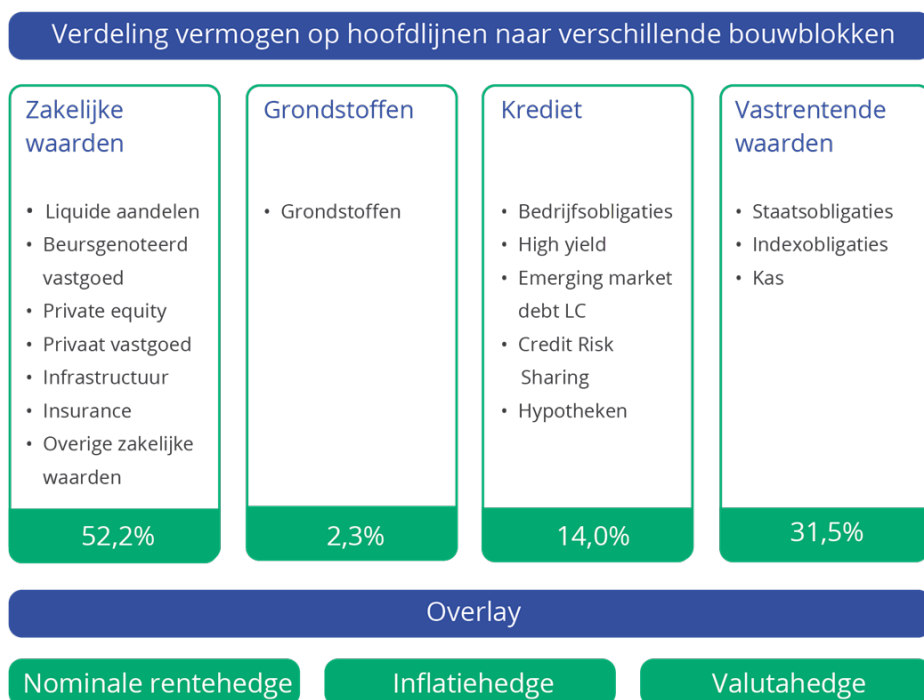 Verdeling vermogen op hoofdlijnen naar verschillende bouwblokken
Zakelijke
waarden
• Liquide aandelen
• Beursgenoteerd
vastgoed
• Private equity
• Privaat vastgoed
• Infrastructuur
• Insurance
• Overige zakelijke
waarden
52,2%
Grondstoffen
• Grondstoffen
2,3%
Krediet
• Bedrijfsobligaties
• High yield
• Emerging market
debt LC
• Credit Risk
Sharing
• Hypotheken
14,0%
Vastrentende
waarden
• Staatsobligaties
• Indexobligaties
• Kas
31,5%
Overlay
Nominale rentehedge
Inflatiehedge
Valutahedge